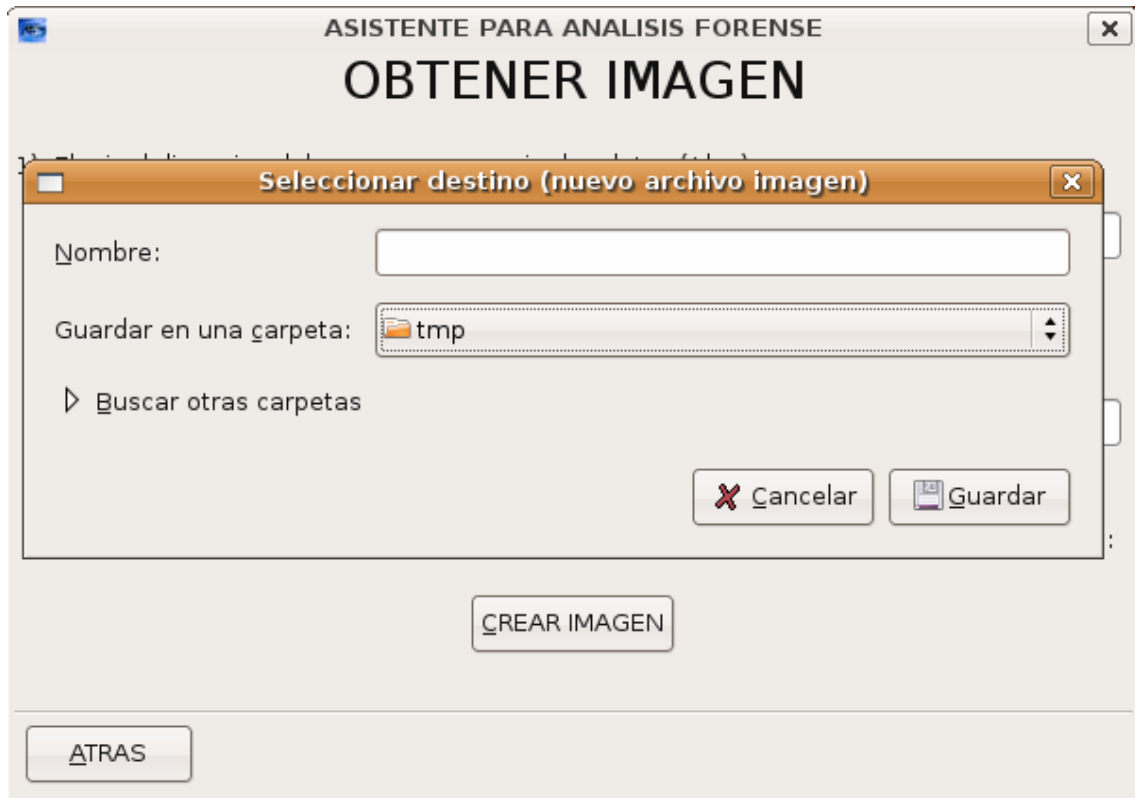 ASISTENTE PARA ANALISIS FORENSE
OBTENER IMAGEN
Seleccionar destino (nuevo archivo imagen)
Nombre:
Guardar en una carpeta: tmp
Buscar otras carpetas
Cancelar Guardar
:
CREAR IMAGEN
ATRAS